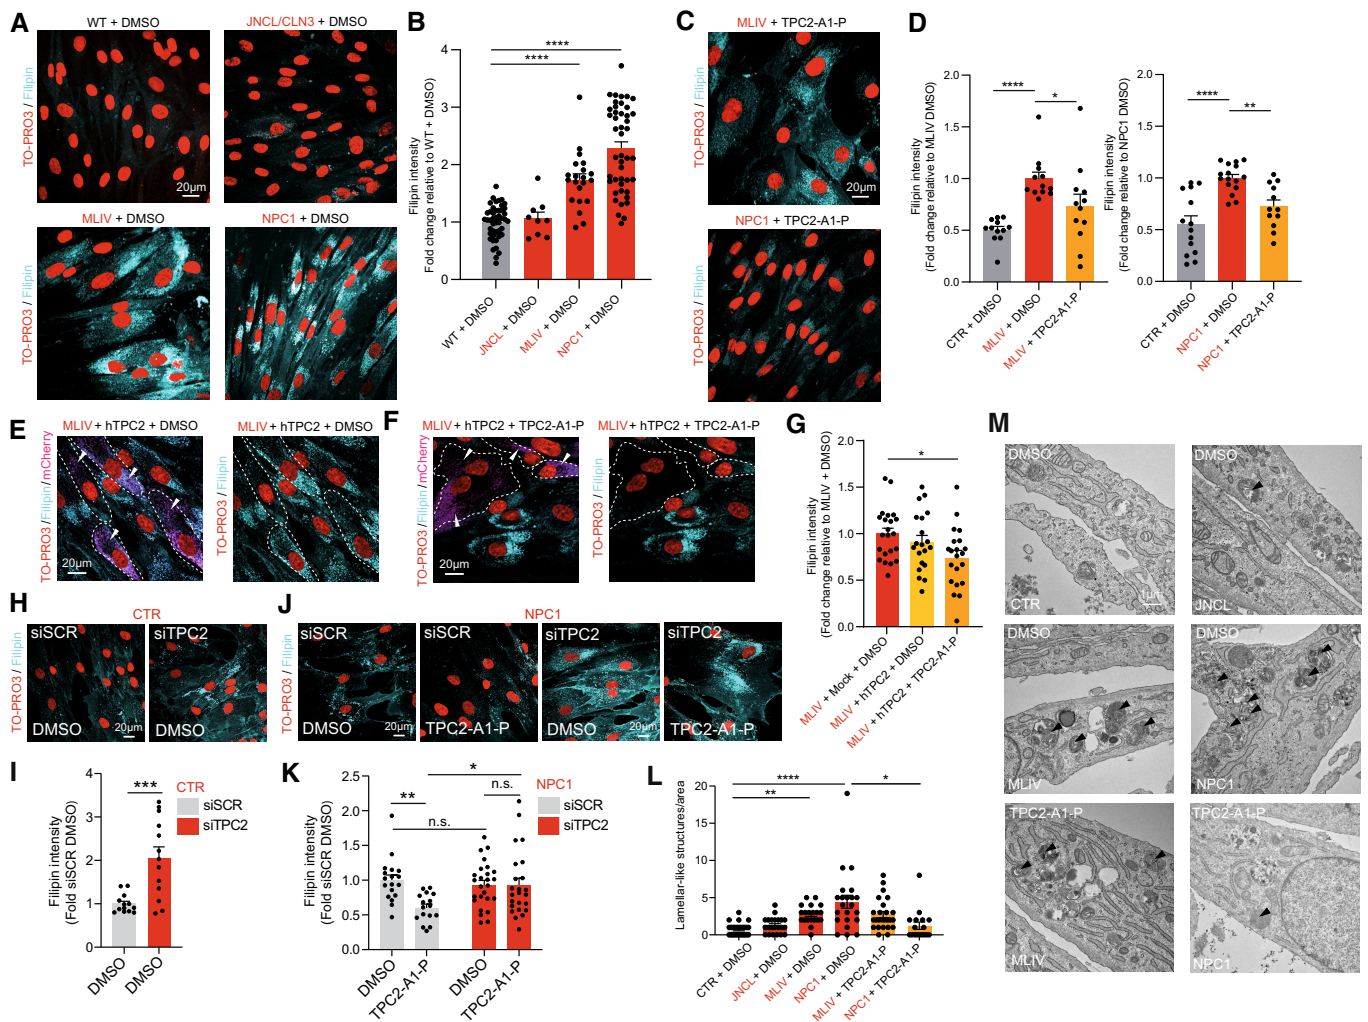 A
WT + DMSO
JNCL/CLN3 + DMSO
TO-PRO3 / Filipin
20µm
20µm
MLIV + DMSO
NPC1 + DMSO
TO-PRO3 / Filipin
20µm
20µm
B
Filipin intensity
(Fold change relative to WT + DMSO)
4
3
2
1
0
****
****
WT + DMSO
JNCL + DMSO
MLIV + DMSO
NPC1 + DMSO
C
MLIV + TPC2-A1-P
TO-PRO3 / Filipin
20µm
NPC1 + TPC2-A1-P
TO-PRO3 / Filipin
20µm
D
Filipin intensity
(Fold change relative to MLIV DMSO)
2.0
1.5
1.0
0.5
0.0
****
*
CTR + DMSO
MLIV + DMSO
MLIV + TPC2-A1-P
Filipin intensity
(Fold change relative to NPC1 DMSO)
2.0
1.5
1.0
0.5
0.0
****
**
CTR + DMSO
NPC1 + DMSO
NPC1 + TPC2-A1-P
E
MLIV + hTPC2 + DMSO
MLIV + hTPC2 + DMSO
TO-PRO3 /Filipin/mCherry
TO-PRO3 / Filipin
20µm
F
MLIV + hTPC2 + TPC2-A1-P
MLIV + hTPC2 + TPC2-A1-P
TO-PRO3 /Filipin/mCherry
TO-PRO3 / Filipin
20µm
G
Filipin intensity
(Fold change relative to MLIV + DMSO)
2.0
1.5
1.0
0.5
0.0
*
MLIV + Mock + DMSO
MLIV + hTPC2 + DMSO
MLIV + hTPC2 + TPC2-A1-P
H
CTR
TO-PRO3 / Filipin
siSCR
siTPC2
DMSO
20µm
DMSO
20µm
J
NPC1
TO-PRO3 / Filipin
siSCR
siSCR
siTPC2
siTPC2
DMSO
20µm
TPC2-A1-P
DMSO
20µm
TPC2-A1-P
I
Filipin intensity
(Fold siSCR DMSO)
4
3
2
1
0
***
CTR
siSCR
siTPC2
DMSO
DMSO
K
Filipin intensity
(Fold siSCR DMSO)
2.5
2.0
1.5
1.0
0.5
0.0
*
**
n.s.
n.s.
NPC1
siSCR
siTPC2
DMSO
TPC2-A1-P
DMSO
TPC2-A1-P
L
Lamellar-like structures/area
20
15
10
5
0
****
**
*
CTR + DMSO
JNCL + DMSO
MLIV + DMSO
NPC1 + DMSO
MLIV + TPC2-A1-P
NPC1 + TPC2-A1-P
M
DMSO
CTR
1µm
DMSO
JNCL
DMSO
MLIV
DMSO
NPC1
TPC2-A1-P
MLIV
TPC2-A1-P
NPC1